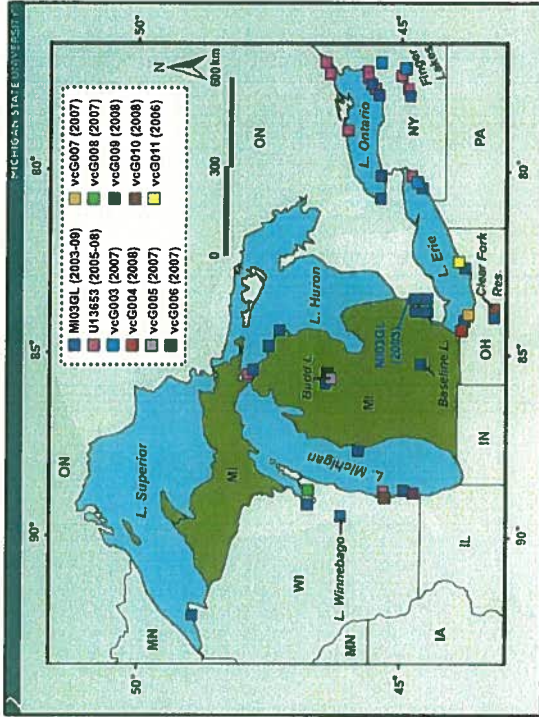 MICHIGAN STATE UNIVERSITY
MI03GL (2003-09)
U13653 (2005-08)
vcG003 (2007)
vcG004 (2008)
vcG005 (2007)
vcG006 (2007)
vcG007 (2007)
vcG008 (2007)
vcG009 (2008)
vcG010 (2008)
vcG011 (2006)
N
0
300
600 km
90°
85°
80°
50°
50°
45°
45°
ON
ON
MN
L. Superior
MI
WI
L. Winnebago
MN
IA
IL
L. Michigan
Budd L.
MI
MI03GL
(2003)
Baseline L.
IN
OH
L. Huron
L. Erie
Clear Fork
Res.
L. Ontario
NY
Finger
Lakes
PA